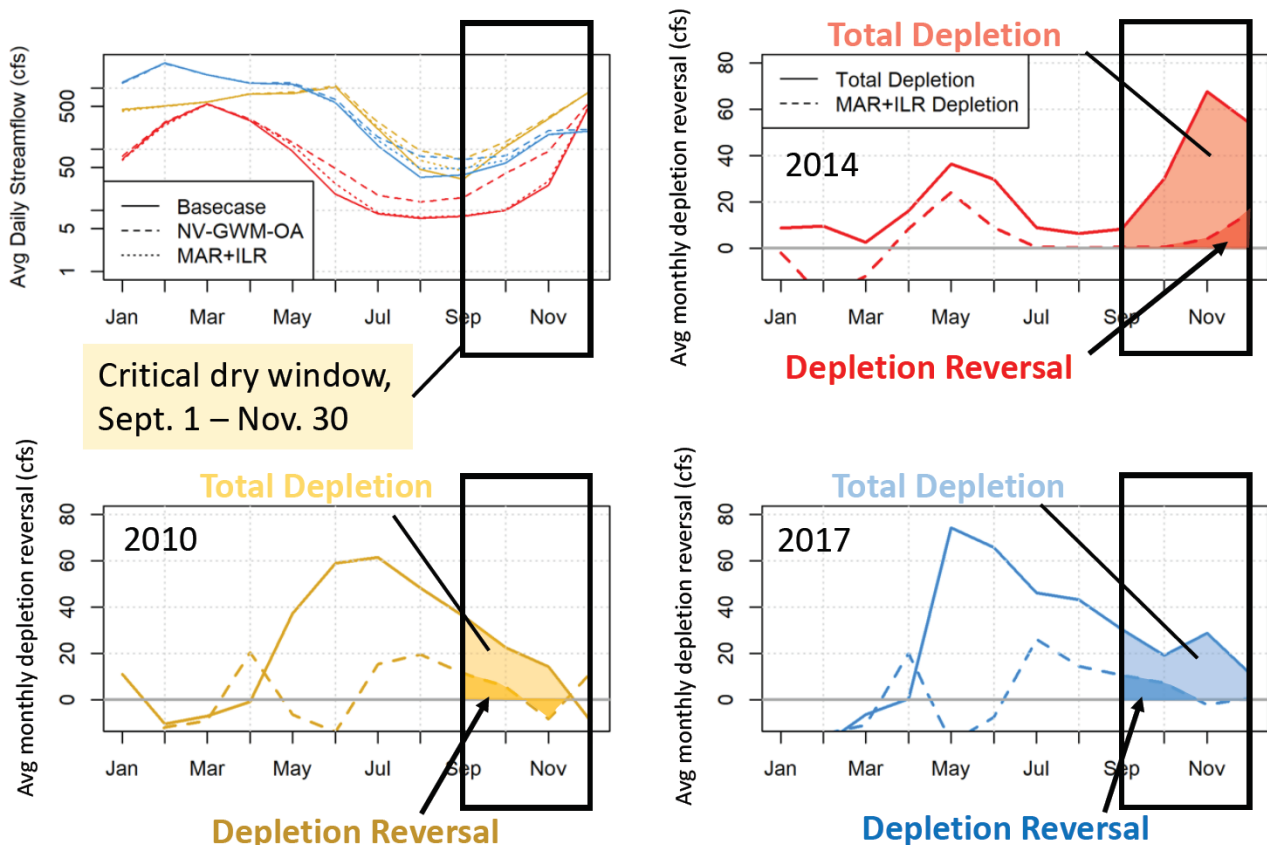 Avg Daily Streamflow (cfs)
500
50
5
1
Basecase
NV-GWM-OA
MAR+ILR
Jan
Mar
May
Jul
Sep
Nov
Critical dry window,
Sept. 1 – Nov. 30
Total Depletion
Avg monthly depletion reversal (cfs)
80
60
40
20
0
Total Depletion
MAR+ILR Depletion
2014
Jan
Mar
May
Jul
Sep
Nov
Depletion Reversal
Total Depletion
Avg monthly depletion reversal (cfs)
80
60
40
20
0
2010
Jan
Mar
May
Jul
Sep
Nov
Depletion Reversal
Total Depletion
Avg monthly depletion reversal (cfs)
80
60
40
20
0
2017
Jan
Mar
May
Jul
Sep
Nov
Depletion Reversal